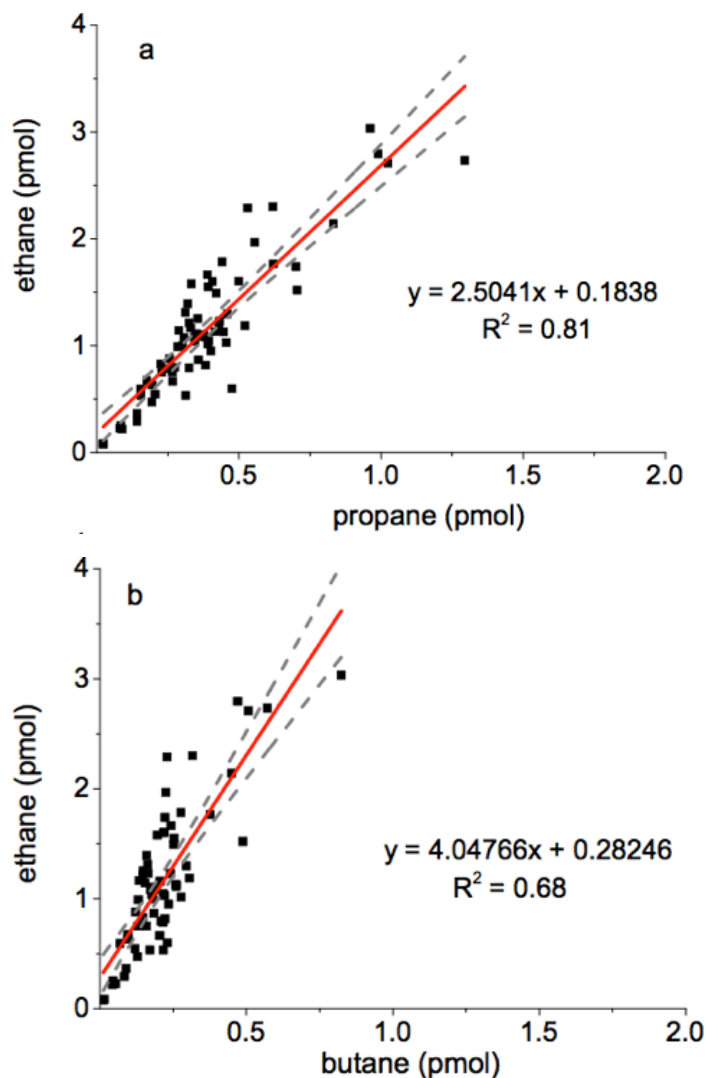 a
4
3
2
1
0
ethane (pmol)
y = 2.5041x + 0.1838
R² = 0.81
0.5
1.0
1.5
2.0
propane (pmol)
b
4
3
2
1
0
ethane (pmol)
y = 4.04766x + 0.28246
R² = 0.68
0.5
1.0
1.5
2.0
butane (pmol)